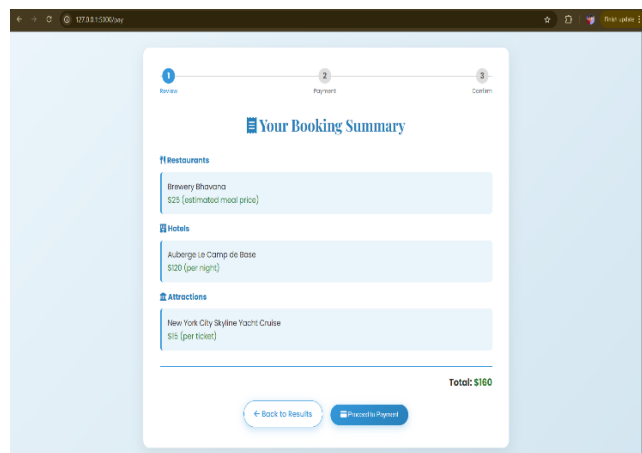 127.0.0.1:5000/pay
Finish update
1
2
3
Review
Payment
Confirm
Your Booking Summary
Restaurants
Brewery Bhavana
$25 (estimated meal price)
Hotels
Auberge Le Camp de Base
$120 (per night)
Attractions
New York City Skyline Yacht Cruise
$15 (per ticket)
Total: $160
← Back to Results
Proceed to Payment